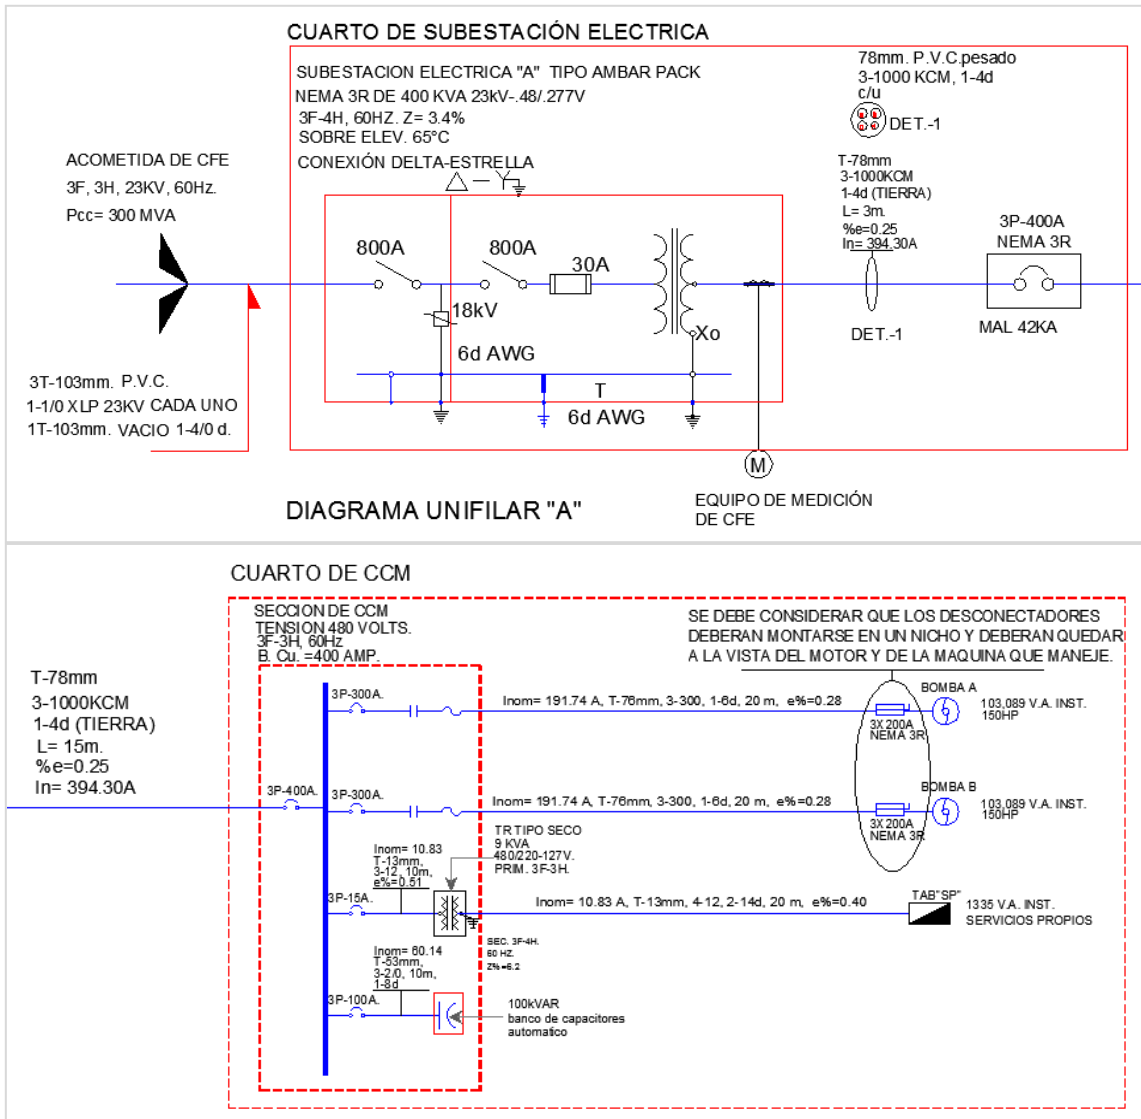 CUARTO DE SUBESTACIÓN ELECTRICA
SUBESTACION ELECTRICA "A" TIPO AMBAR PACK
NEMA 3R DE 400 KVA 23kV-.48/.277V
3F-4H, 60HZ. Z= 3.4%
SOBRE ELEV. 65°C
CONEXIÓN DELTA-ESTRELLA
78mm. P.V.C.pesado
3-1000 KCM, 1-4d
c/u
DET.-1
ACOMETIDA DE CFE
3F, 3H, 23KV, 60Hz.
Pcc= 300 MVA
T-78mm
3-1000KCM
1-4d (TIERRA)
L= 3m.
%e=0.25
In= 394.30A
3P-400A
NEMA 3R
800A
800A
30A
18kV
Xo
DET.-1
MAL 42KA
6d AWG
T
6d AWG
3T-103mm. P.V.C.
1-1/0 XLP 23KV CADA UNO
1T-103mm. VACIO 1-4/0 d.
M
EQUIPO DE MEDICIÓN
DE CFE
DIAGRAMA UNIFILAR "A"
CUARTO DE CCM
SECCION DE CCM
TENSION 480 VOLTS.
3F-3H, 60Hz
B. Cu. =400 AMP.
SE DEBE CONSIDERAR QUE LOS DESCONECTADORES
DEBERAN MONTARSE EN UN NICHO Y DEBERAN QUEDAR
A LA VISTA DEL MOTOR Y DE LA MAQUINA QUE MANEJE.
T-78mm
3-1000KCM
1-4d (TIERRA)
L= 15m.
%e=0.25
In= 394.30A
3P-400A.
3P-300A.
Inom= 191.74 A, T-76mm, 3-300, 1-6d, 20 m, e%=0.28
3X200A
NEMA 3R
BOMBA A
103,089 V.A. INST.
150HP
3P-300A.
Inom= 191.74 A, T-76mm, 3-300, 1-6d, 20 m, e%=0.28
3X200A
NEMA 3R
BOMBA B
103,089 V.A. INST.
150HP
TR TIPO SECO
9 KVA
480/220-127V.
PRIM. 3F-3H.
Inom= 10.83
T-13mm,
3-12, 10m,
e%=0.51
3P-15A.
Inom= 10.83 A, T-13mm, 4-12, 2-14d, 20 m, e%=0.40
TAB"SP"
1335 V.A. INST.
SERVICIOS PROPIOS
SEC. 3F-4H.
60 HZ.
Z%=6.2
Inom= 60.14
T-53mm,
3-2/0, 10m,
1-8d
3P-100A.
100kVAR
banco de capacitores
automatico